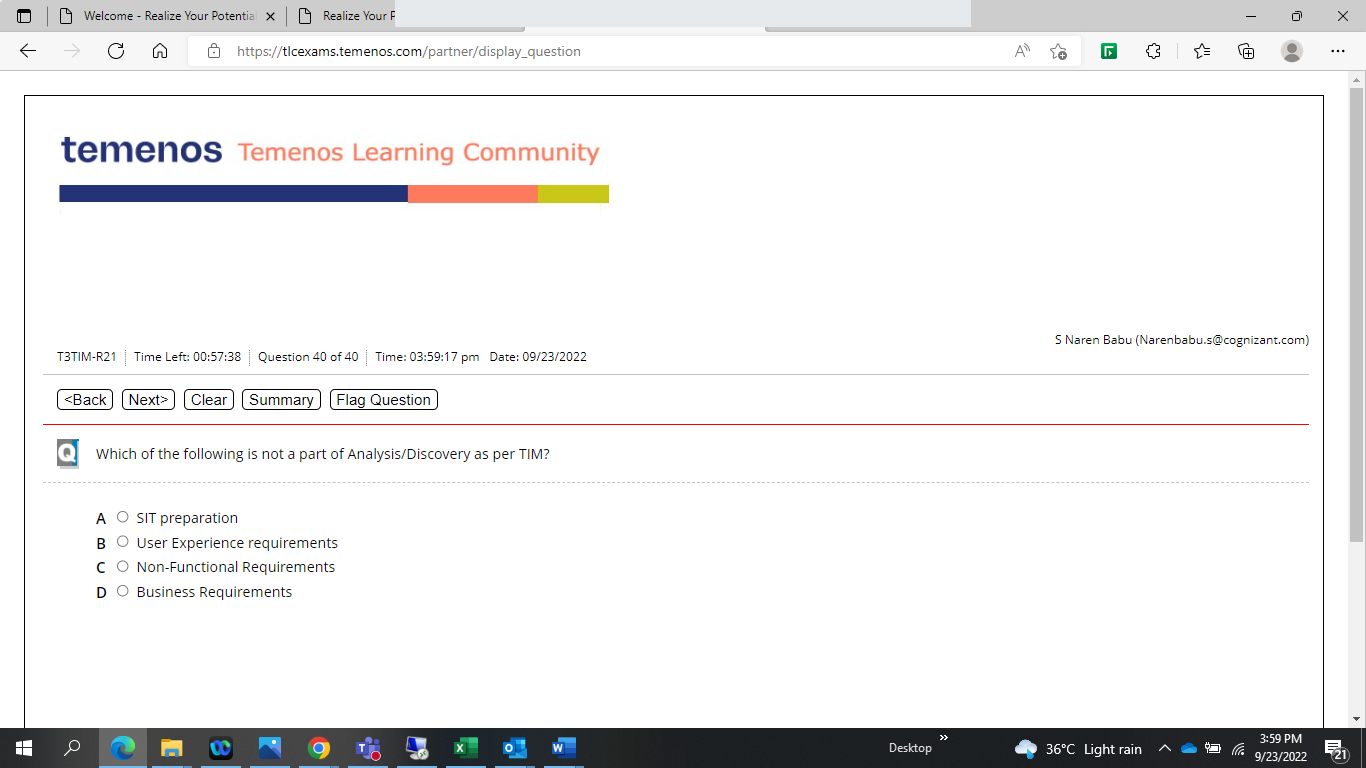 Welcome - Realize Your Potential
Realize Your P
https://tlcexams.temenos.com/partner/display_question
temenos Temenos Learning Community
S Naren Babu (Narenbabu.s@cognizant.com)
T3TIM-R21 Time Left: 00:57:38 Question 40 of 40 Time: 03:59:17 pm Date: 09/23/2022
<Back Next> Clear Summary Flag Question
Q Which of the following is not a part of Analysis/Discovery as per TIM?
A SIT preparation
B User Experience requirements
C Non-Functional Requirements
D Business Requirements
Desktop » 36°C Light rain 3:59 PM
9/23/2022 21